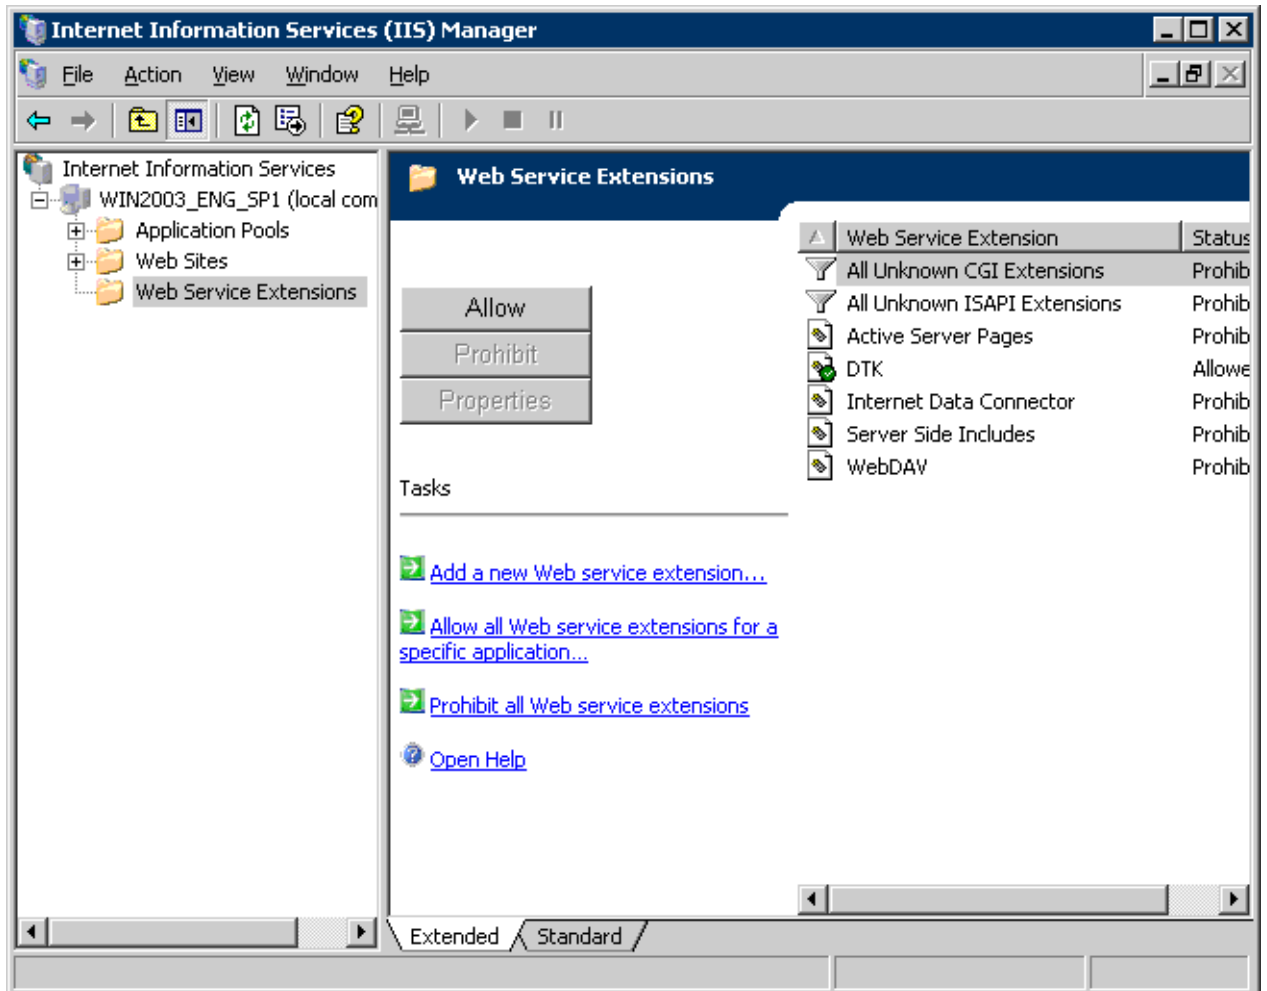 Internet Information Services (IIS) Manager
File Action View Window Help
Internet Information Services
WIN2003_ENG_SP1 (local com
Application Pools
Web Sites
Web Service Extensions
Web Service Extensions
Allow
Prohibit
Properties
Tasks
Add a new Web service extension...
Allow all Web service extensions for a
specific application...
Prohibit all Web service extensions
Open Help
Web Service Extension Status
All Unknown CGI Extensions Prohib
All Unknown ISAPI Extensions Prohib
Active Server Pages Prohib
DTK Allowe
Internet Data Connector Prohib
Server Side Includes Prohib
WebDAV Prohib
Extended Standard